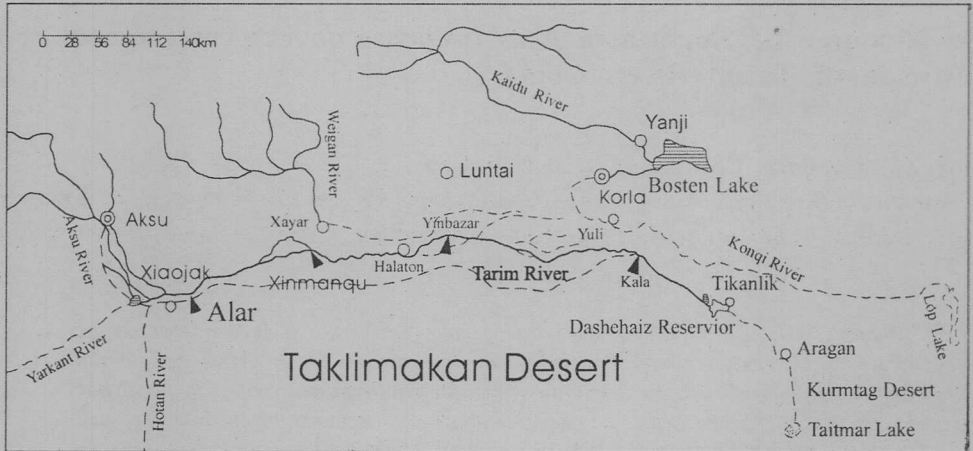 0 28 56 84 112 140km
Kaidu River
Weigan River
Yanji
Luntai
Bosten Lake
Korla
Aksu
Xayar
Ymbazar
Yuli
Aksu River
Konqi River
Xiaojak
Halaton
Xinmanqu
Tarim River
Kala
Tikanlik
Lop Lake
Alar
Dashehaiz Reservior
Yarkant River
Aragan
Taklimakan Desert
Hotan River
Kurmtag Desert
Taitmar Lake